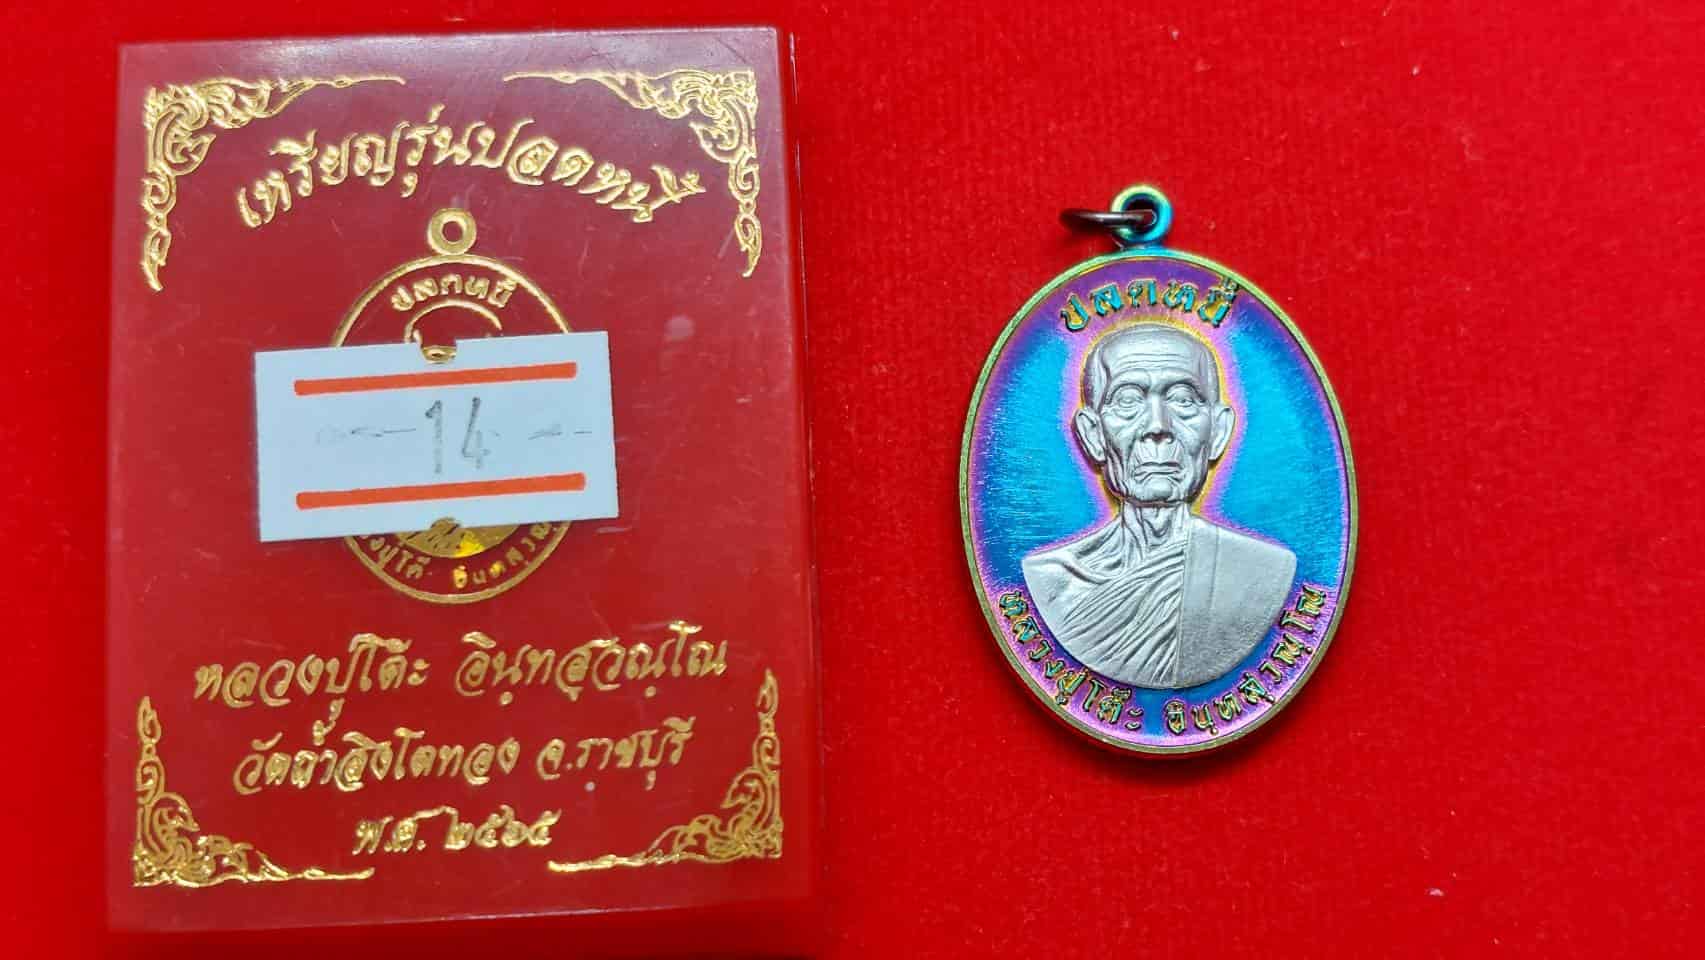 เหรียญรุ่นปลดหนี้
ปลดหนี้
14
หลวงปู่โต๊ะ อินฺทสุวณฺโณ
วัดถ้ำสิงโตทอง จ.ราชบุรี
พ.ศ. ๒๕๖๕
ปลดหนี้
หลวงปู่โต๊ะ อินฺทสุวณฺโณ